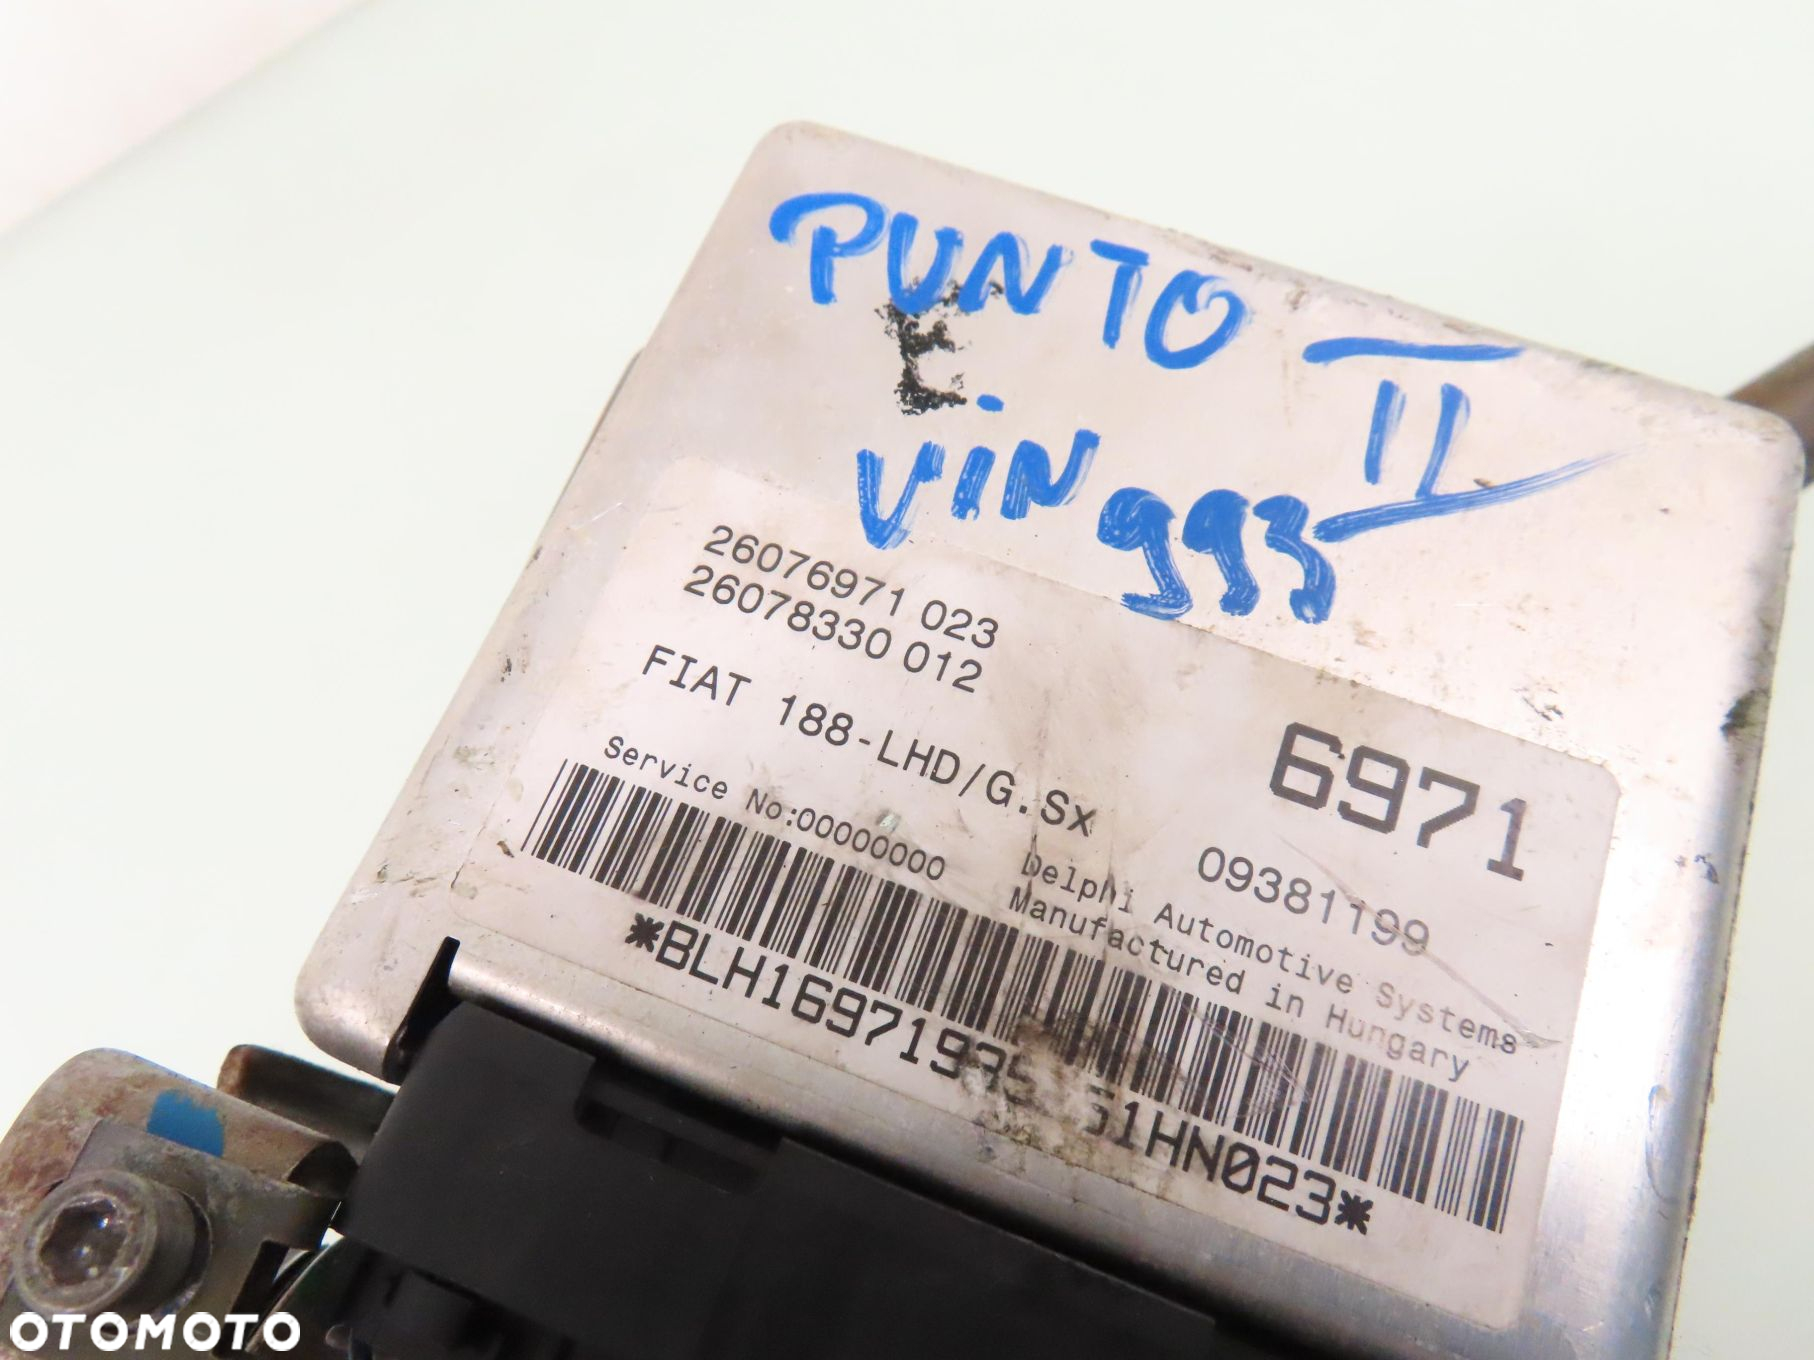 PUNTO II
E
ViN 993
26076971 023
26078330 012
FIAT 188-LHD/G.SX
6971
Service No:00000000
09381199
Delphi Automotive Systems
Manufactured in Hungary
OTOMOTO